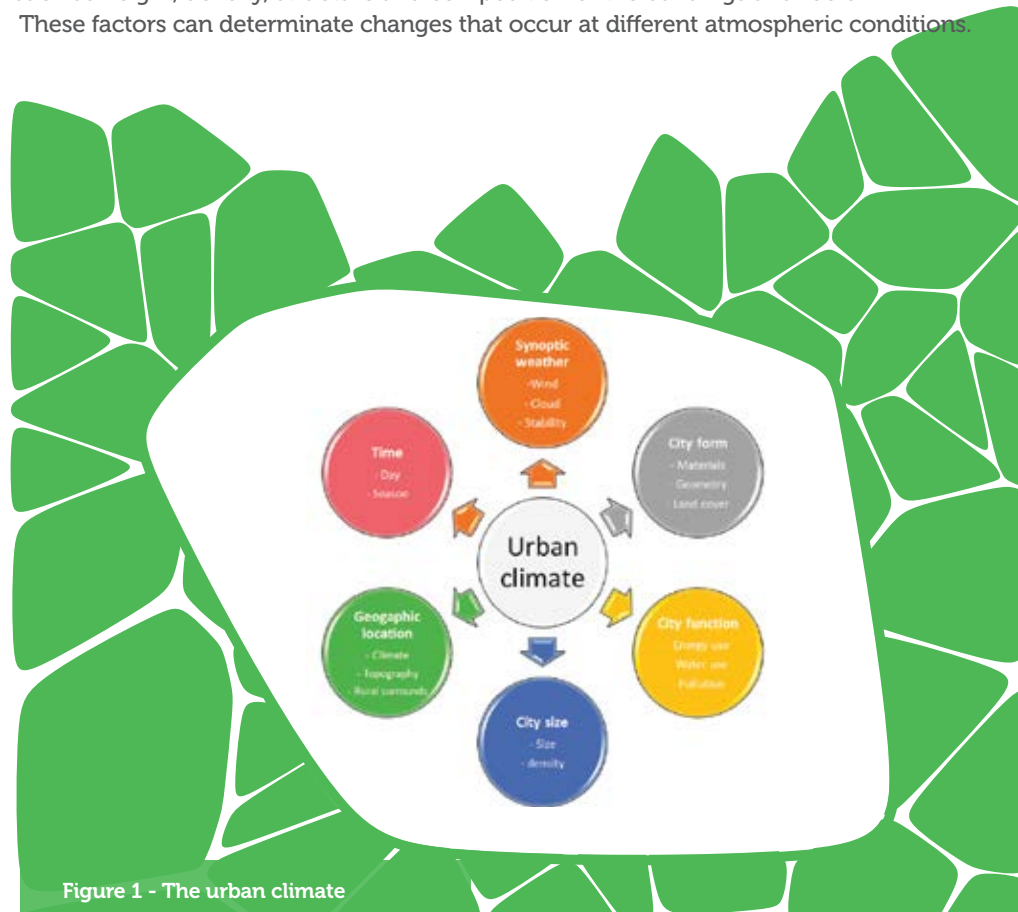 These factors can determinate changes that occur at different atmospheric conditions.
Synoptic
weather
-Wind
- Cloud
- Stability
City form
- Materials
Geometry
- Land cover
City function
Energy use
Water use
Pollution
City size
- Size
- density
Geogaphic
location
- Climate
- Topography
- Rural surrounds
Time
- Day
- Season
Urban
climate
Figure 1 - The urban climate